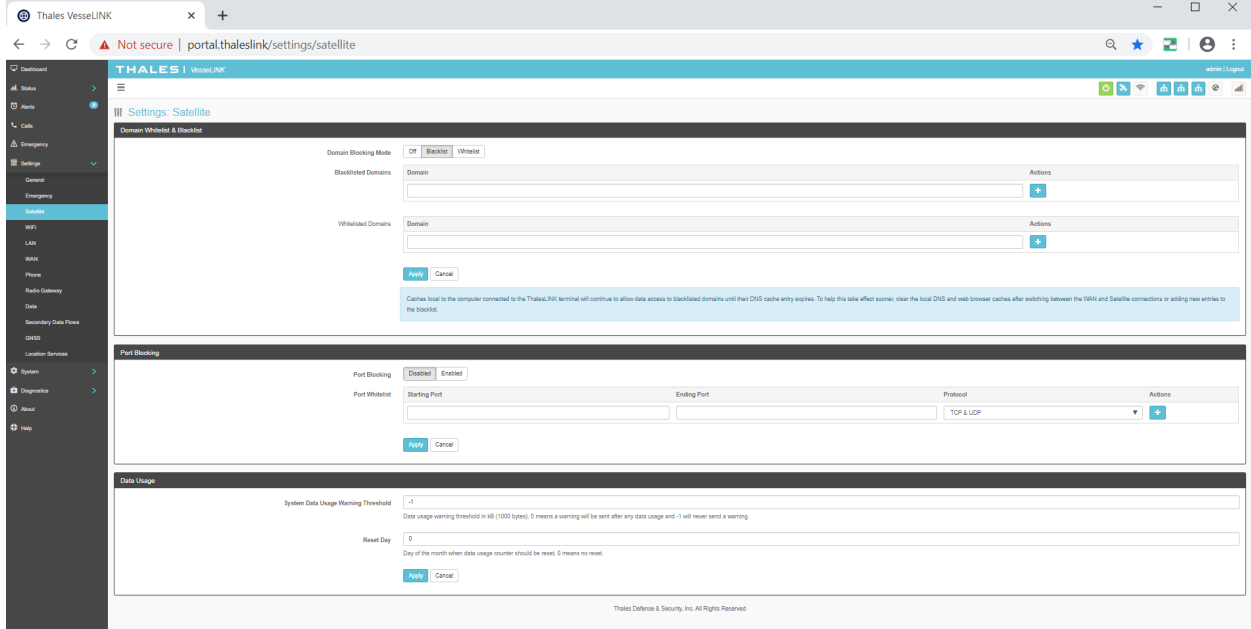 Thales VesseLINK
Not secure | portal.thaleslink/settings/satellite
Dashboard
Status
Alerts
Calls
Emergency
Settings
General
Emergency
Satellite
WiFi
LAN
WAN
Phone
Radio Gateway
Data
Secondary Data Flows
GNSS
Location Services
System
Diagnostics
About
Help
THALES | VesseLINK
admin | Logout
Settings: Satellite
Domain Whitelist & Blacklist
Domain Blocking Mode Off Blacklist Whitelist
Blacklisted Domains Domain Actions
Whitelisted Domains Domain Actions
Apply Cancel
Caches local to the computer connected to the ThalesLINK terminal will continue to allow data access to blacklisted domains until their DNS cache entry expires. To help this take effect sooner, clear the local DNS and web browser caches after switching between the WAN and Satellite connections or adding new entries to
the blacklist.
Port Blocking
Port Blocking Disabled Enabled
Port Whitelist Starting Port Ending Port Protocol Actions
TCP & UDP
Apply Cancel
Data Usage
System Data Usage Warning Threshold -1
Data usage warning threshold in kB (1000 bytes), 0 means a warning will be sent after any data usage and -1 will never send a warning.
Reset Day 0
Day of the month when data usage counter should be reset, 0 means no reset.
Apply Cancel
Thales Defense & Security, Inc. All Rights Reserved